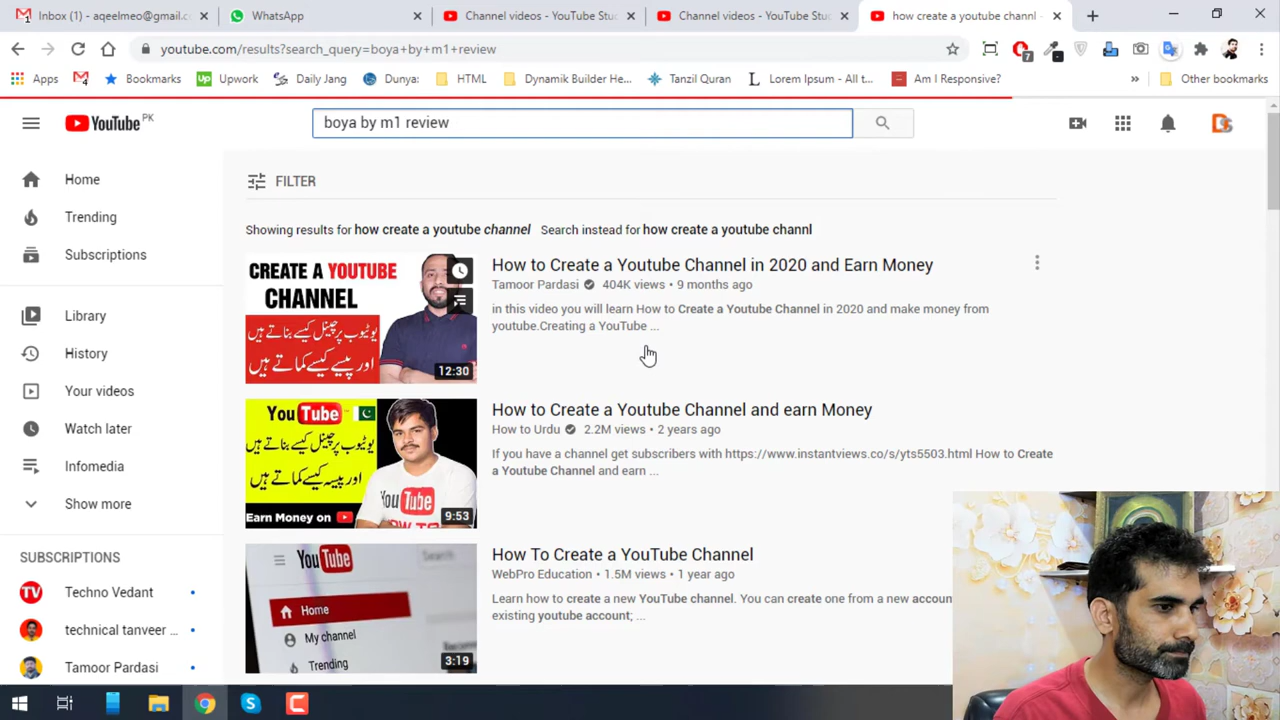 Inbox (1) - aqeelmeo@gmail.c
WhatsApp
Channel videos - YouTube Stu
Channel videos - YouTube Stu
how create a youtube channl -
youtube.com/results?search_query=boya+by+m1+review
7
Apps
Bookmarks
Up Upwork
Daily Jang
Dunya:
HTML
Dynamik Builder He...
Tanzil Quran
L Lorem Ipsum - All t...
Am I Responsive?
»
Other bookmarks
YouTube PK
boya by m1 review
Home
Trending
Subscriptions
Library
History
Your videos
Watch later
Infomedia
Show more
SUBSCRIPTIONS
TV Techno Vedant
technical tanveer ...
Tamoor Pardasi
FILTER
Showing results for how create a youtube channel Search instead for how create a youtube channl
CREATE A YOUTUBE
CHANNEL
یوٹیوب پر چینل کیسے بناتے ہیں
اور پیسے کیسے کماتے ہیں
12:30
How to Create a Youtube Channel in 2020 and Earn Money
Tamoor Pardasi 404K views • 9 months ago
in this video you will learn How to Create a Youtube Channel in 2020 and make money from
youtube.Creating a YouTube ...
YouTube
یوٹیوب پر چینل کیسے بناتے ہیں
اور پیسہ کیسے کماتے ہیں
You Tube
Earn Money on
9:53
How to Create a Youtube Channel and earn Money
How to Urdu 2.2M views • 2 years ago
If you have a channel get subscribers with https://www.instantviews.co/s/yts5503.html How to Create
a Youtube Channel and earn ...
YouTube
Search
Home
My channel
Trending
3:19
How To Create a YouTube Channel
WebPro Education • 1.5M views • 1 year ago
Learn how to create a new YouTube channel. You can create one from a new accou
existing youtube account; ...